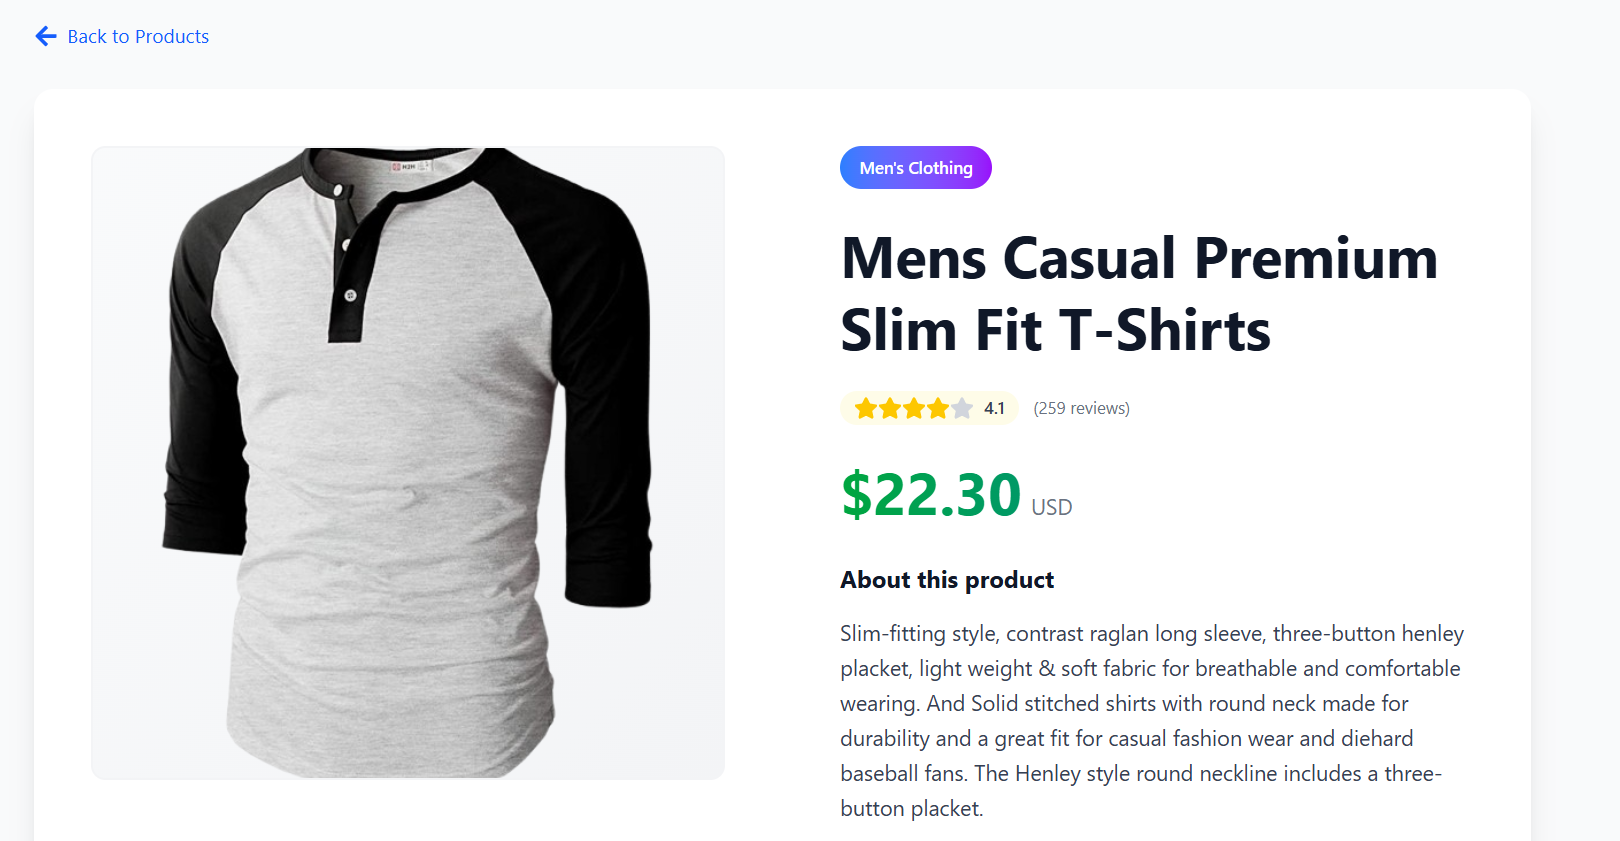 Back to Products
H2H
Men's Clothing
Mens Casual Premium
Slim Fit T-Shirts
4.1 (259 reviews)
$22.30 USD
About this product
Slim-fitting style, contrast raglan long sleeve, three-button henley
placket, light weight & soft fabric for breathable and comfortable
wearing. And Solid stitched shirts with round neck made for
durability and a great fit for casual fashion wear and diehard
baseball fans. The Henley style round neckline includes a three-
button placket.